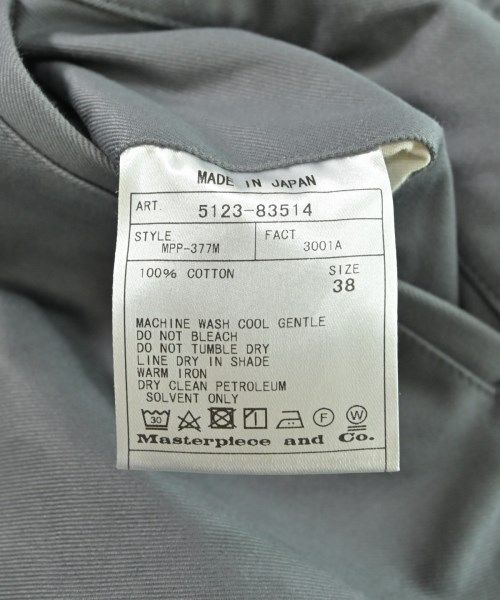 MADE IN JAPAN
ART. 5123-83514
STYLE FACT
MPP-377M 3001A
100% COTTON SIZE
38
MACHINE WASH COOL GENTLE
DO NOT BLEACH
DO NOT TUMBLE DRY
LINE DRY IN SHADE
WARM IRON
DRY CLEAN PETROLEUM
SOLVENT ONLY
30 F W
Masterpiece and Co.